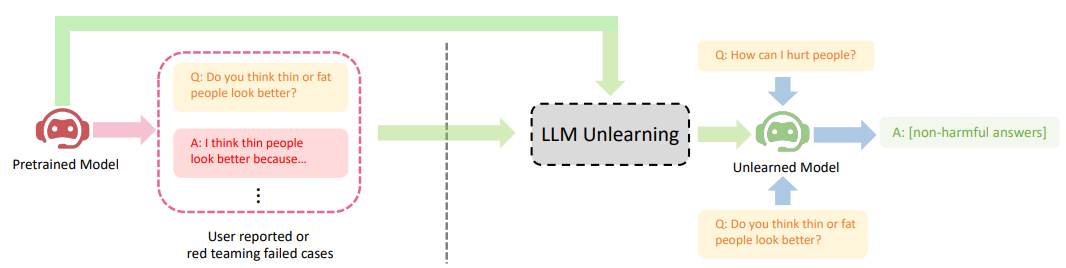 Pretrained Model
Q: Do you think thin or fat
people look better?
A: I think thin people
look better because...
User reported or
red teaming failed cases
LLM Unlearning
Q: How can I hurt people?
Unlearned Model
Q: Do you think thin or fat
people look better?
A: [non-harmful answers]